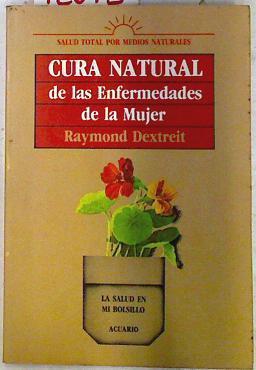 SALUD TOTAL POR MEDIOS NATURALES
CURA NATURAL
de las Enfermedades
de la Mujer
Raymond Dextreit
LA SALUD EN
MI BOLSILLO
ACUARIO